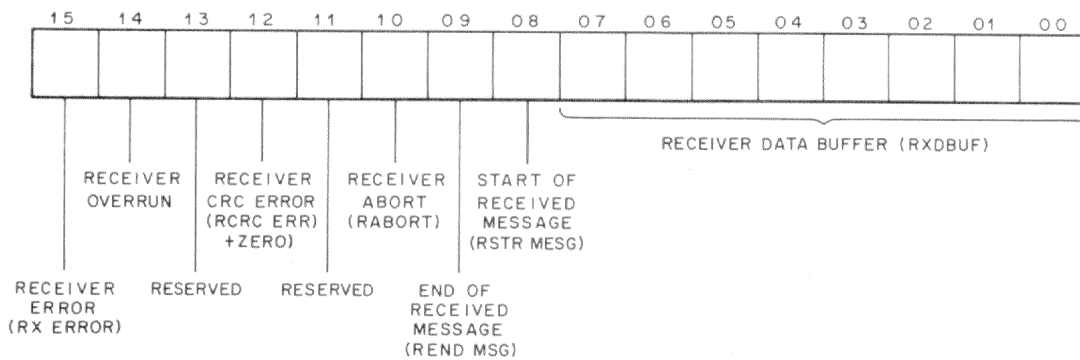 15 14 13 12 11 10 09 08 07 06 05 04 03 02 01 00
RECEIVER DATA BUFFER (RXDBUF)
RECEIVER
OVERRUN
RECEIVER
CRC ERROR
(RCRC ERR)
+ZERO)
RECEIVER
ABORT
(RABORT)
START OF
RECEIVED
MESSAGE
(RSTR MESG)
RECEIVER
ERROR
(RX ERROR)
RESERVED
RESERVED
END OF
RECEIVED
MESSAGE
(REND MSG)